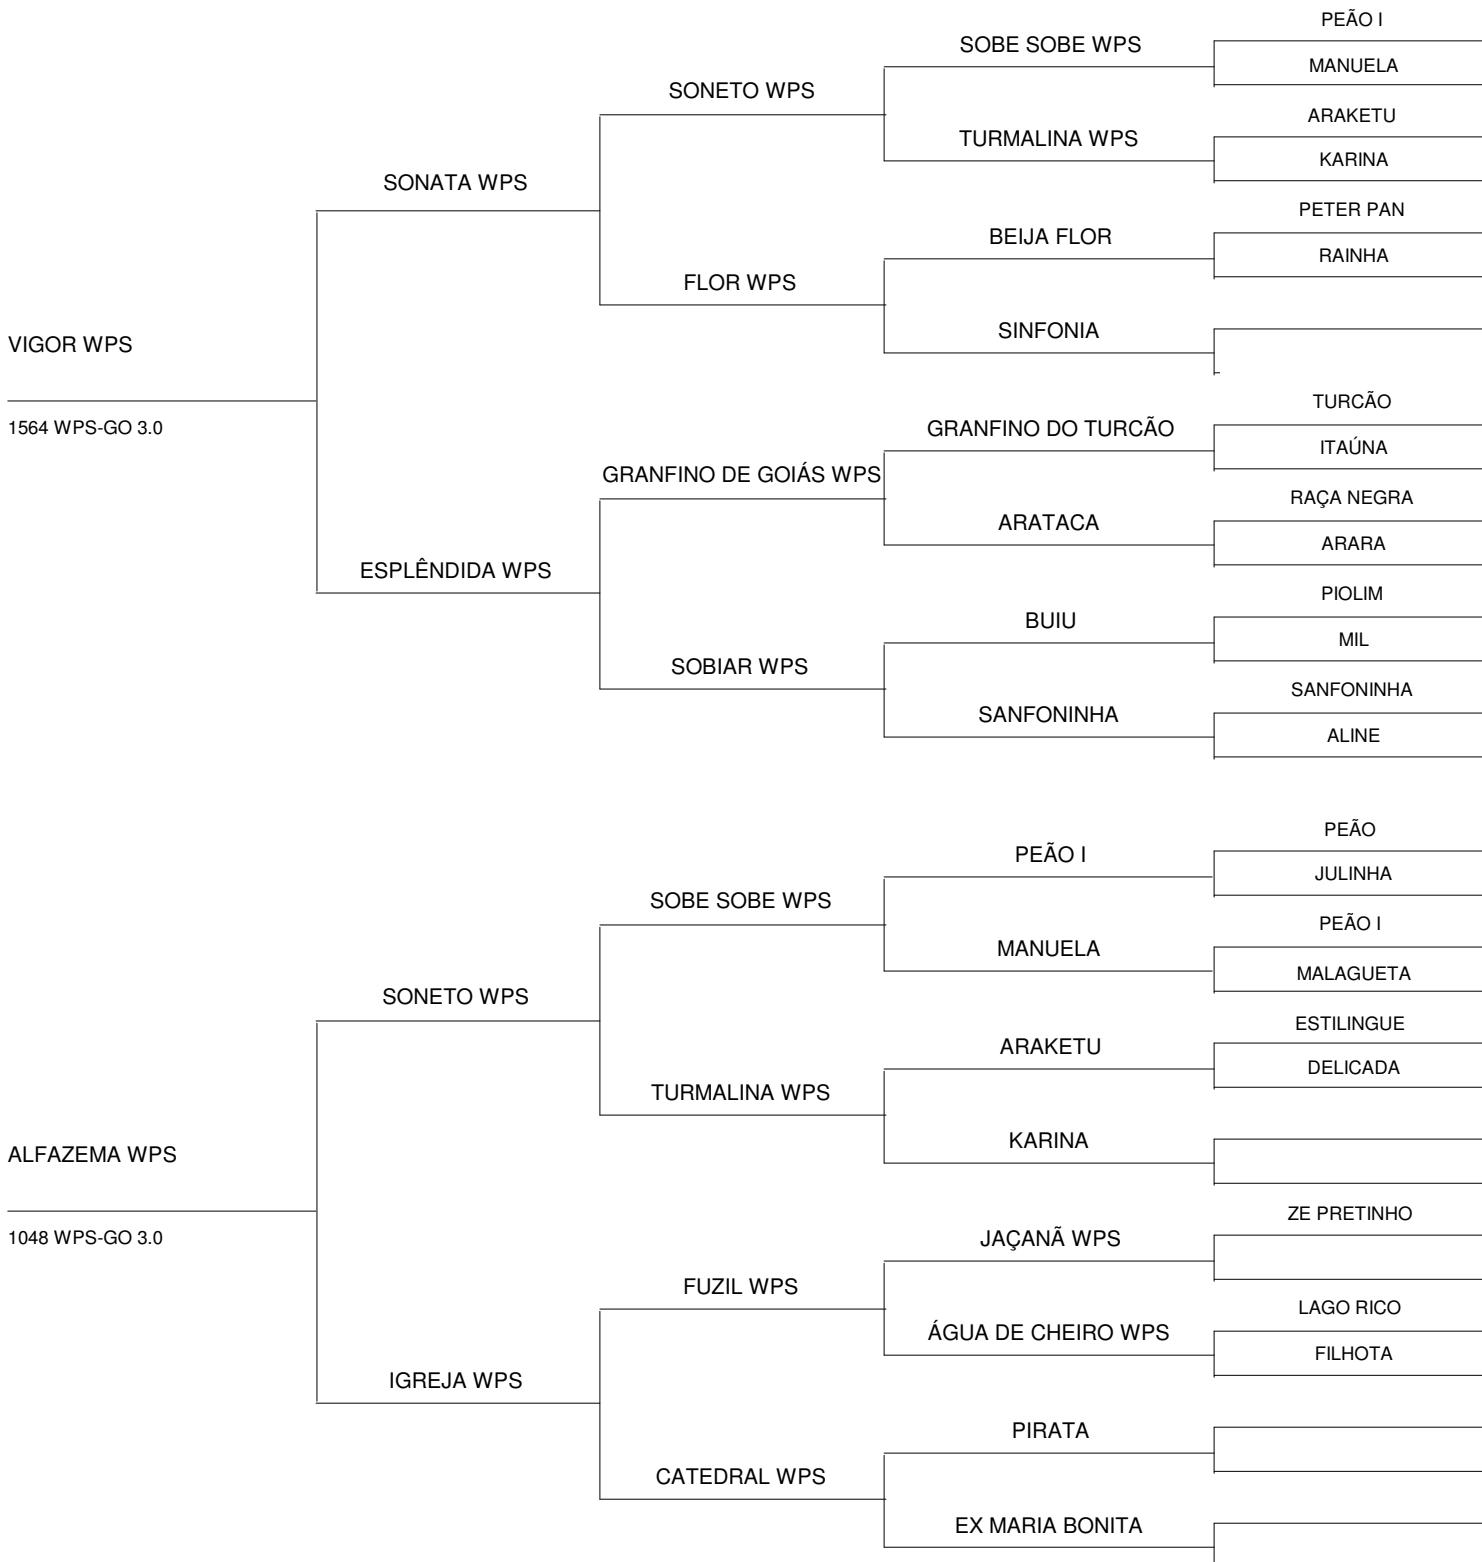 PEÃO I
SOBE SOBE WPS
MANUELA
SONETO WPS
ARAKETU
TURMALINA WPS
KARINA
SONATA WPS
PETER PAN
BEIJA FLOR
RAINHA
FLOR WPS
SINFONIA
VIGOR WPS
TURCÃO
1564 WPS-GO 3.0
GRANFINO DO TURCÃO
ITAÚNA
GRANFINO DE GOIÁS WPS
RAÇA NEGRA
ARATACA
ARARA
ESPLÊNDIDA WPS
PIOLIM
BUIU
MIL
SOBIAR WPS
SANFONINHA
SANFONINHA
ALINE
PEÃO
PEÃO I
JULINHA
SOBE SOBE WPS
PEÃO I
MANUELA
MALAGUETA
SONETO WPS
ESTILINGUE
ARAKETU
DELICADA
TURMALINA WPS
KARINA
ALFAZEMA WPS
ZE PRETINHO
1048 WPS-GO 3.0
JAÇANÃ WPS
FUZIL WPS
LAGO RICO
ÁGUA DE CHEIRO WPS
FILHOTA
IGREJA WPS
PIRATA
CATEDRAL WPS
EX MARIA BONITA